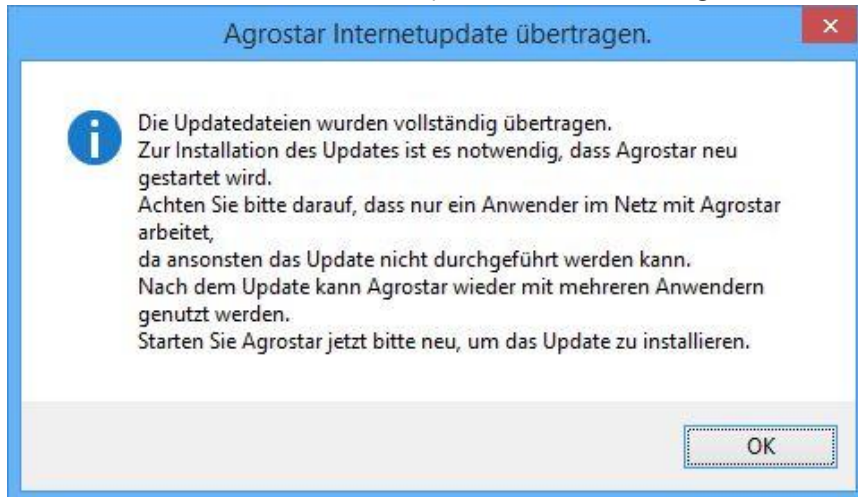 Agrostar Internetupdate übertragen.
Die Updatedateien wurden vollständig übertragen.
Zur Installation des Updates ist es notwendig, dass Agrostar neu
gestartet wird.
Achten Sie bitte darauf, dass nur ein Anwender im Netz mit Agrostar
arbeitet,
da ansonsten das Update nicht durchgeführt werden kann.
Nach dem Update kann Agrostar wieder mit mehreren Anwendern
genutzt werden.
Starten Sie Agrostar jetzt bitte neu, um das Update zu installieren.
OK